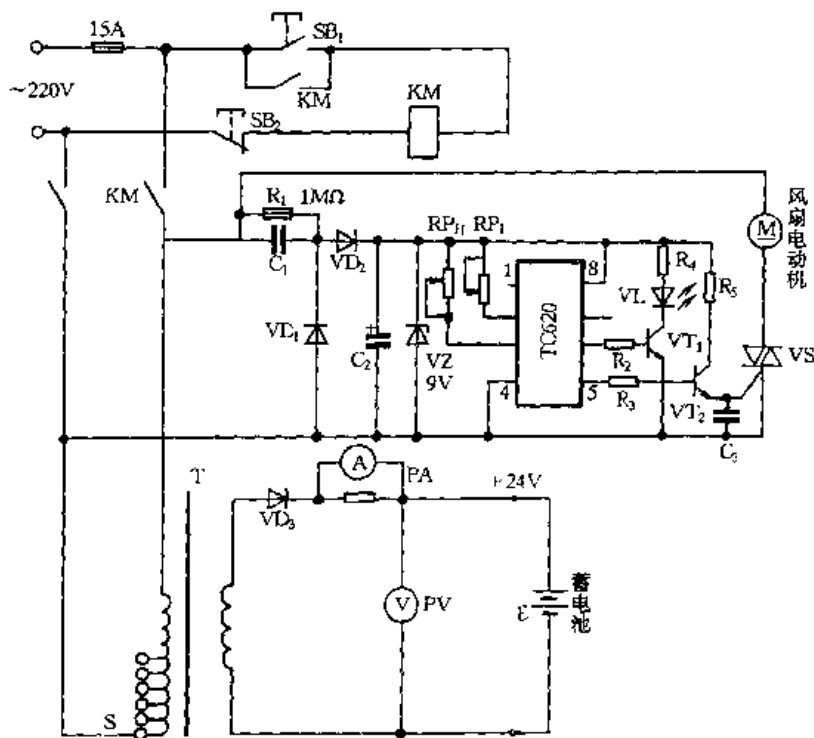 15A
SB₁
KM
~220V
SB₂
KM
KM
R₁ 1MΩ
C₁
VD₂
RP_H RP_L
1
8
R₄
R₅
VL
风扇电动机
M
VD₁
C₂
VZ
9V
TC620
R₂
VT₁
VS
4
5
R₃
VT₂
C₃
T
A
PA
+24V
VD₃
V
PV
E
蓄电池
S